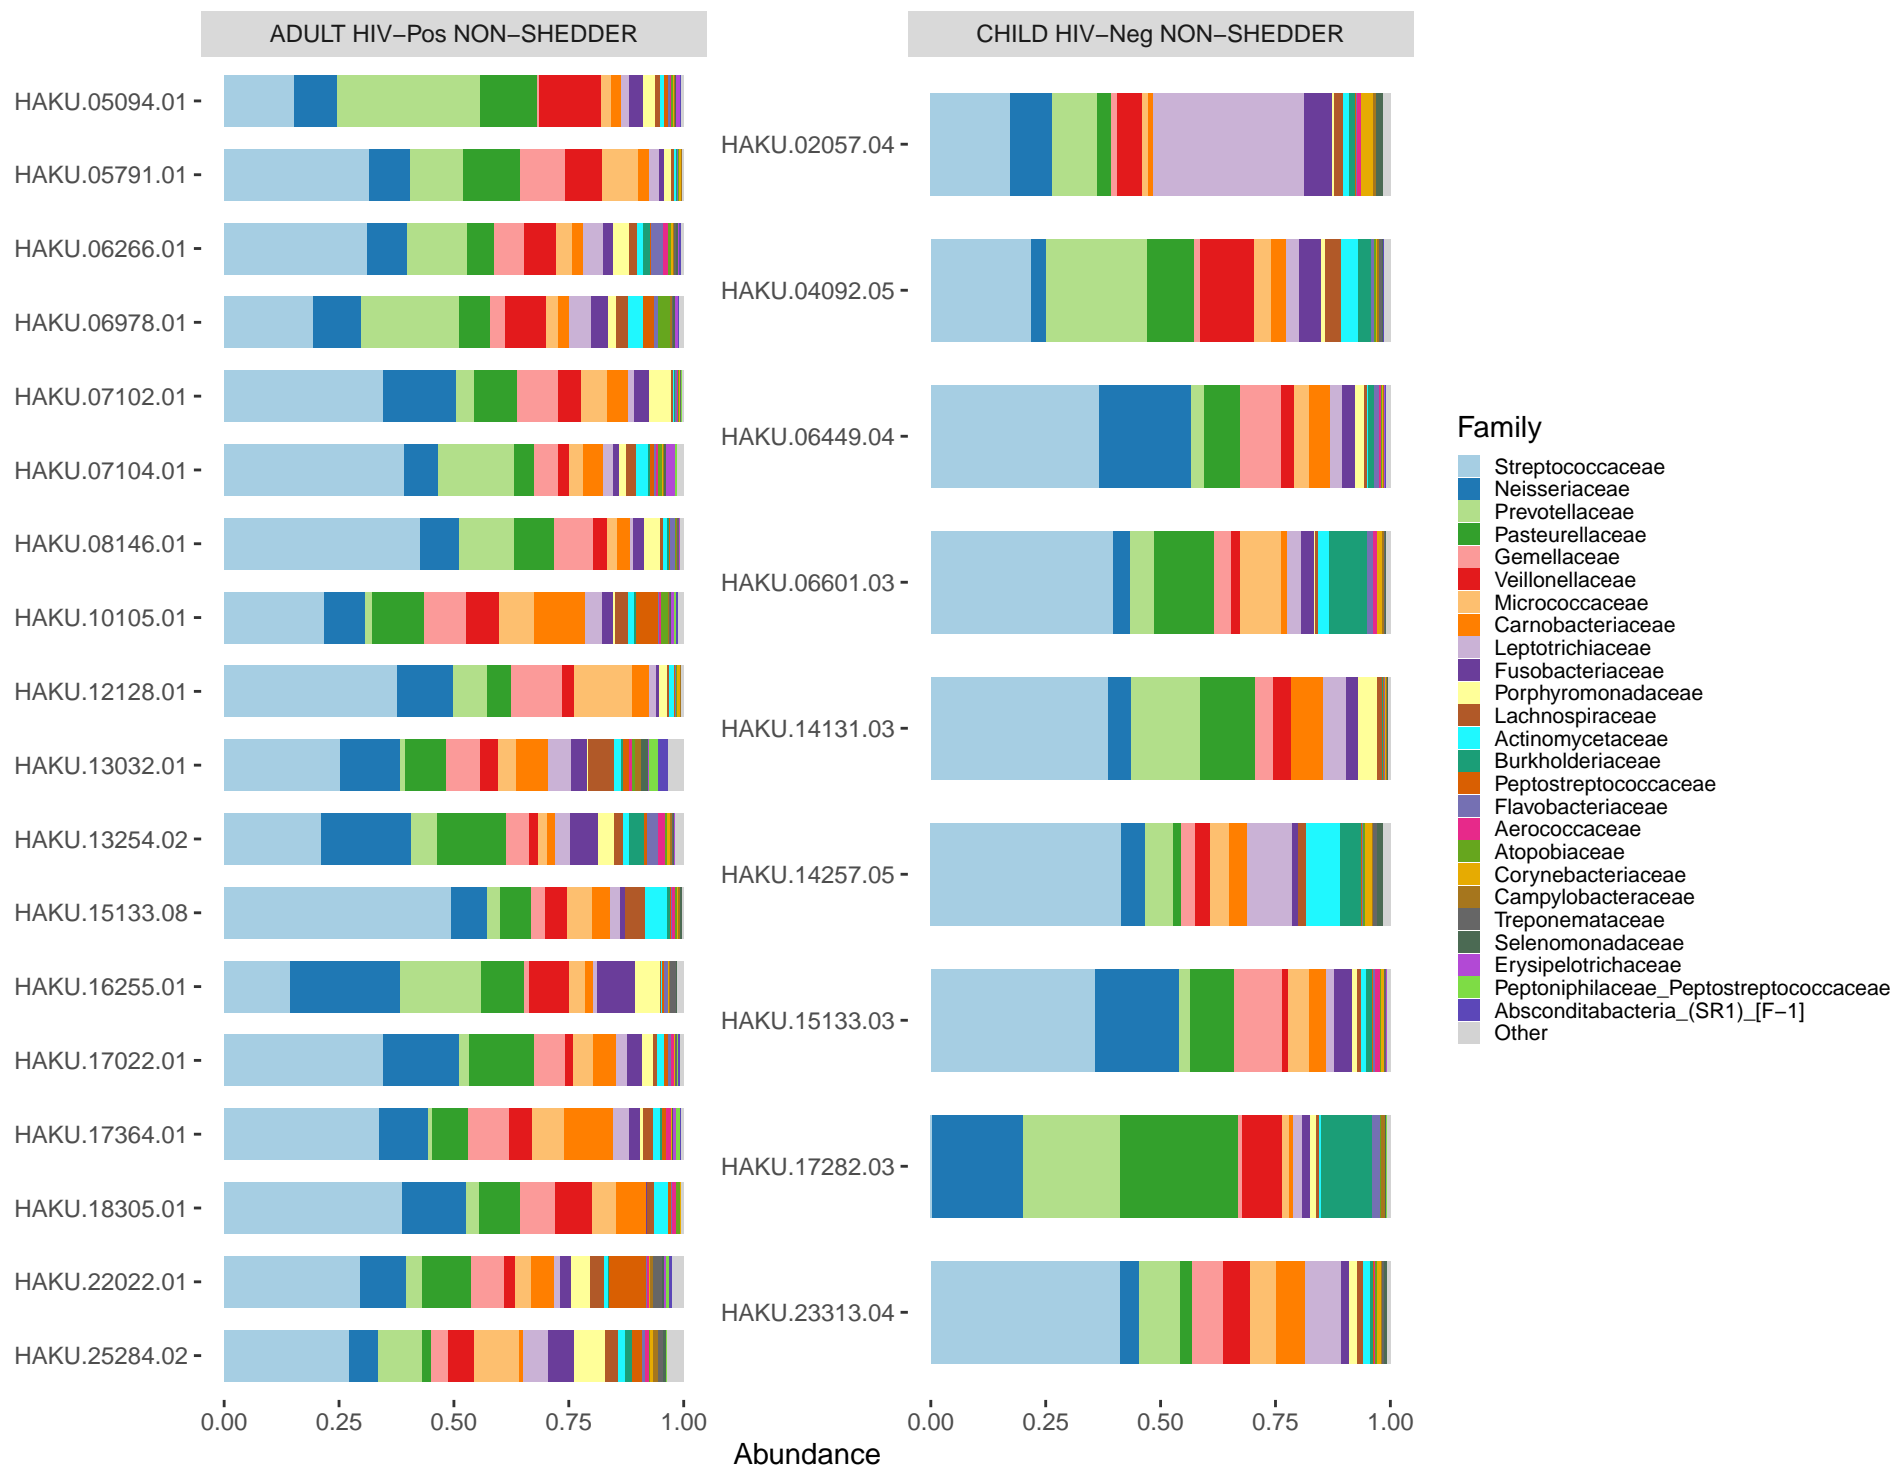 ADULT HIV−Pos NON−SHEDDER
HAKU.05094.01
HAKU.05791.01
HAKU.06266.01
HAKU.06978.01
HAKU.07102.01
HAKU.07104.01
HAKU.08146.01
HAKU.10105.01
HAKU.12128.01
HAKU.13032.01
HAKU.13254.02
HAKU.15133.08
HAKU.16255.01
HAKU.17022.01
HAKU.17364.01
HAKU.18305.01
HAKU.22022.01
HAKU.25284.02
0.00 0.25 0.50 0.75 1.00
CHILD HIV−Neg NON−SHEDDER
HAKU.02057.04
HAKU.04092.05
HAKU.06449.04
HAKU.06601.03
HAKU.14131.03
HAKU.14257.05
HAKU.15133.03
HAKU.17282.03
HAKU.23313.04
0.00 0.25 0.50 0.75 1.00
Abundance
Family
Streptococcaceae
Neisseriaceae
Prevotellaceae
Pasteurellaceae
Gemellaceae
Veillonellaceae
Micrococcaceae
Carnobacteriaceae
Leptotrichiaceae
Fusobacteriaceae
Porphyromonadaceae
Lachnospiraceae
Actinomycetaceae
Burkholderiaceae
Peptostreptococcaceae
Flavobacteriaceae
Aerococcaceae
Atopobiaceae
Corynebacteriaceae
Campylobacteraceae
Treponemataceae
Selenomonadaceae
Erysipelotrichaceae
Peptoniphilaceae_Peptostreptococcaceae
Absconditabacteria_(SR1)_[F−1]
Other